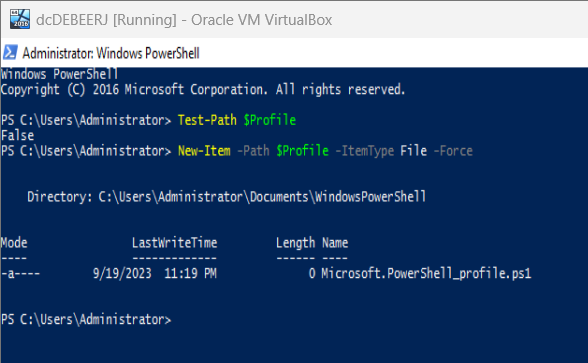 dcDEBEERJ [Running] - Oracle VM VirtualBox
Administrator: Windows PowerShell
Windows PowerShell
Copyright (C) 2016 Microsoft Corporation. All rights reserved.
PS C:\Users\Administrator> Test-Path $Profile
False
PS C:\Users\Administrator> New-Item -Path $Profile -ItemType File -Force
Directory: C:\Users\Administrator\Documents\WindowsPowerShell
Mode LastWriteTime Length Name
---- ------------- ------ ----
-a---- 9/19/2023 11:19 PM 0 Microsoft.PowerShell_profile.ps1
PS C:\Users\Administrator>